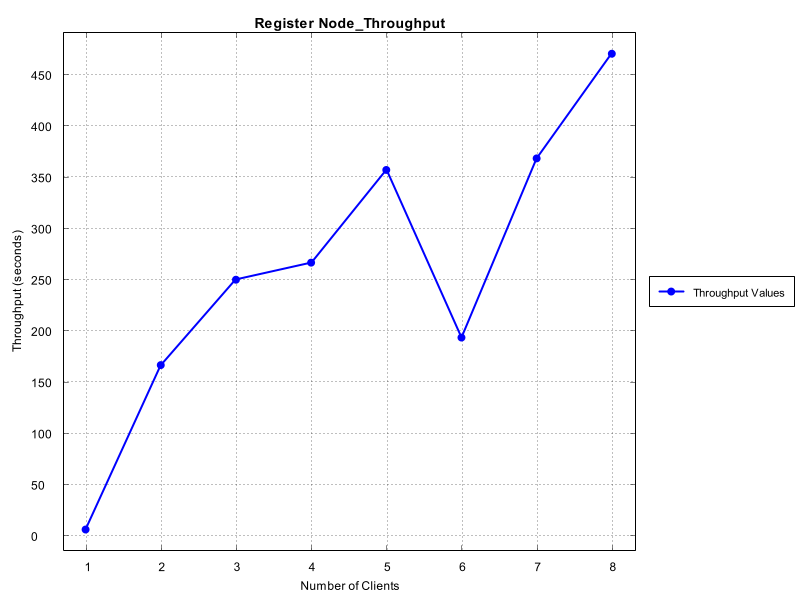 Register Node_Throughput
450
400
350
300
250
200
150
100
50
0
Throughput (seconds)
1 2 3 4 5 6 7 8
Number of Clients
Throughput Values